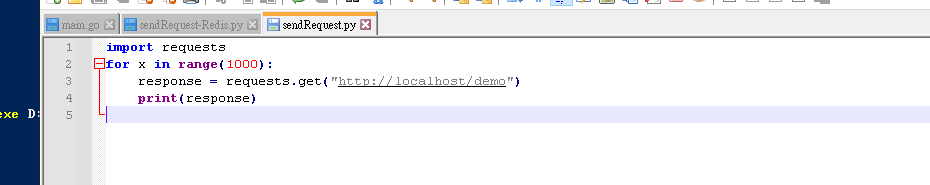 main.go sendRequest-Redis.py sendRequest.py
1 import requests
2 for x in range(1000):
3 response = requests.get("http://localhost/demo")
4 print(response)
exe D:
5